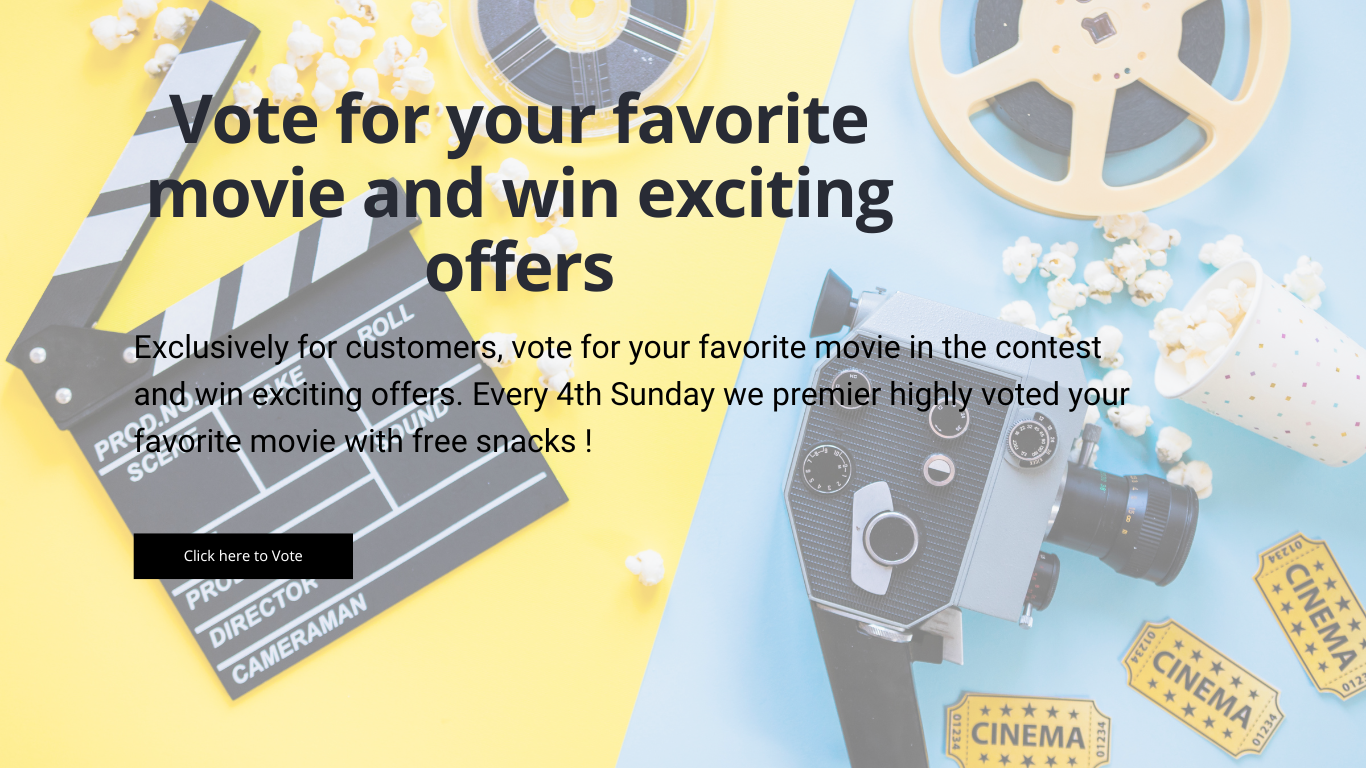 Vote for your favorite
movie and win exciting
offers
Exclusively for customers, vote for your favorite movie in the contest
and win exciting offers. Every 4th Sunday we premier highly voted your
favorite movie with free snacks !
Click here to Vote
ROLL
TAKE
PROD.NO
SCENE
SOUND
DIRECTOR
CAMERAMAN
01234 CINEMA 01234
01234 CINEMA 01234
01234 CINEMA